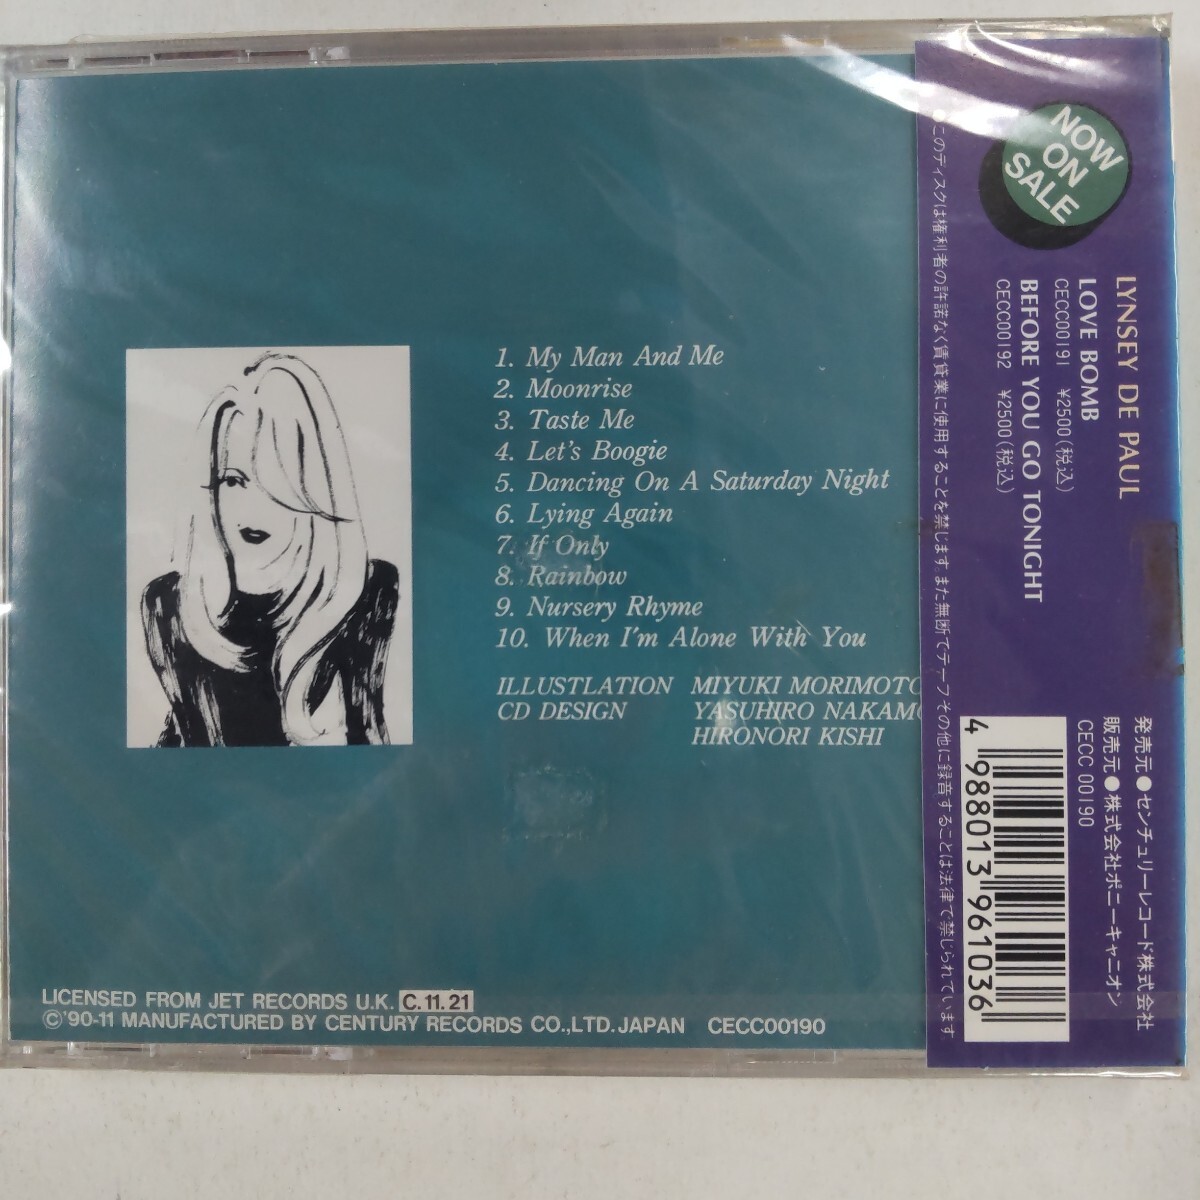 1. My Man And Me
2. Moonrise
3. Taste Me
4. Let's Boogie
5. Dancing On A Saturday Night
6. Lying Again
7. If Only
8. Rainbow
9. Nursery Rhyme
10. When I'm Alone With You
ILLUSTLATION MIYUKI MORIMOTO
CD DESIGN YASUHIRO NAKAMO
HIRONORI KISHI
LICENSED FROM JET RECORDS U.K. C.11.21
©'90-11 MANUFACTURED BY CENTURY RECORDS CO.,LTD.JAPAN CECC00190
NOW
ON
SALE
LYNSEY DE PAUL
LOVE BOMB
CECC00191 ¥2500(税込)
BEFORE YOU GO TONIGHT
CECC00192 ¥2500(税込)
●このディスクは権利者の許諾なく賃貸業に使用することを禁じます。また無断でテープその他に録音することは法律で禁じられています。
発売元●センチュリーレコード株式会社
販売元●株式会社ポニーキャニオン
CECC 00190
4 988013 961036